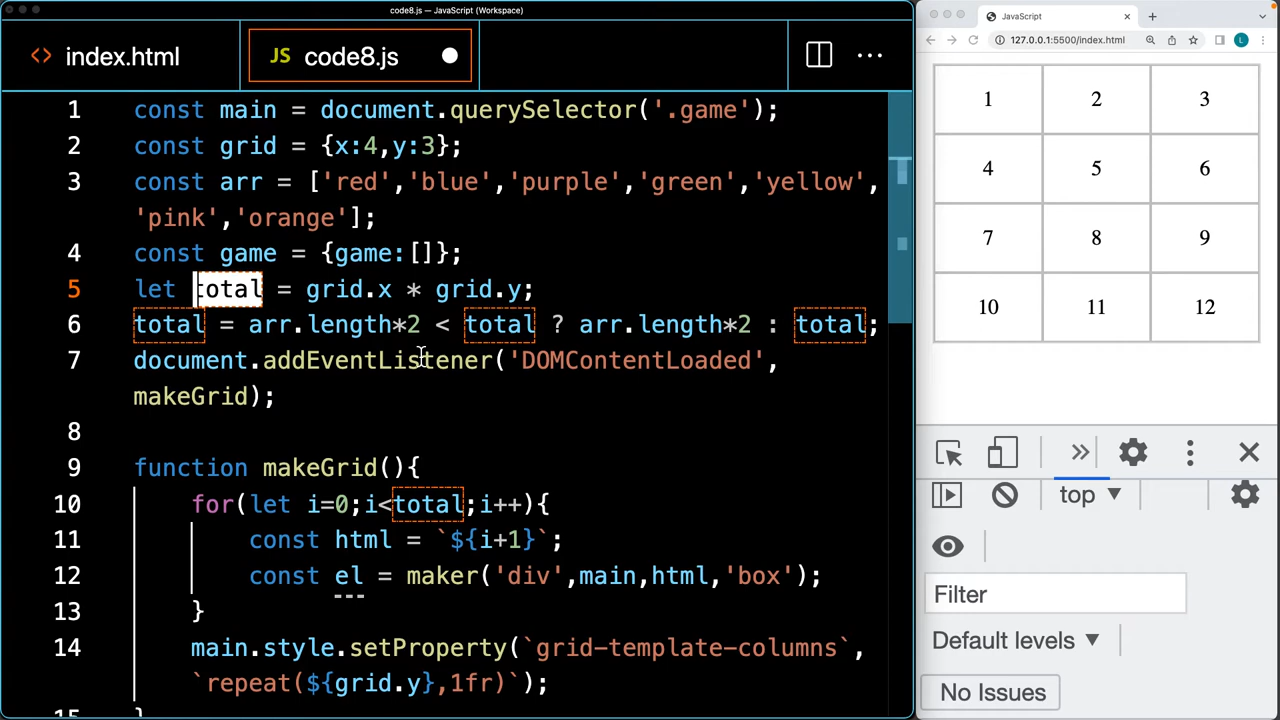 code8.js — JavaScript (Workspace)
index.html
JS code8.js
1 const main = document.querySelector('.game');
2 const grid = {x:4,y:3};
3 const arr = ['red','blue','purple','green','yellow',
'pink','orange'];
4 const game = {game:[]};
5 let total = grid.x * grid.y;
6 total = arr.length*2 < total ? arr.length*2 : total;
7 document.addEventListener('DOMContentLoaded',
makeGrid);
8
9 function makeGrid(){
10 for(let i=0;i<total;i++){
11 const html = `${i+1}`;
12 const el = maker('div',main,html,'box');
13 }
14 main.style.setProperty(`grid-template-columns`,
`repeat(${grid.y},1fr)`);
15 }
JavaScript
127.0.0.1:5500/index.html
L
1 2 3
4 5 6
7 8 9
10 11 12
top
Filter
Default levels
No Issues